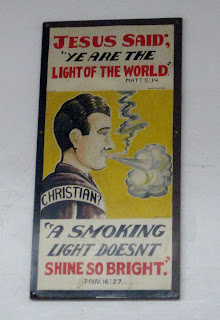 JESUS SAID;
"YE ARE THE
LIGHT OF THE WORLD."
MATT. 5:14
CHRISTIAN?
"A SMOKING
LIGHT DOESNT
SHINE SO BRIGHT."
PROV. 16:27